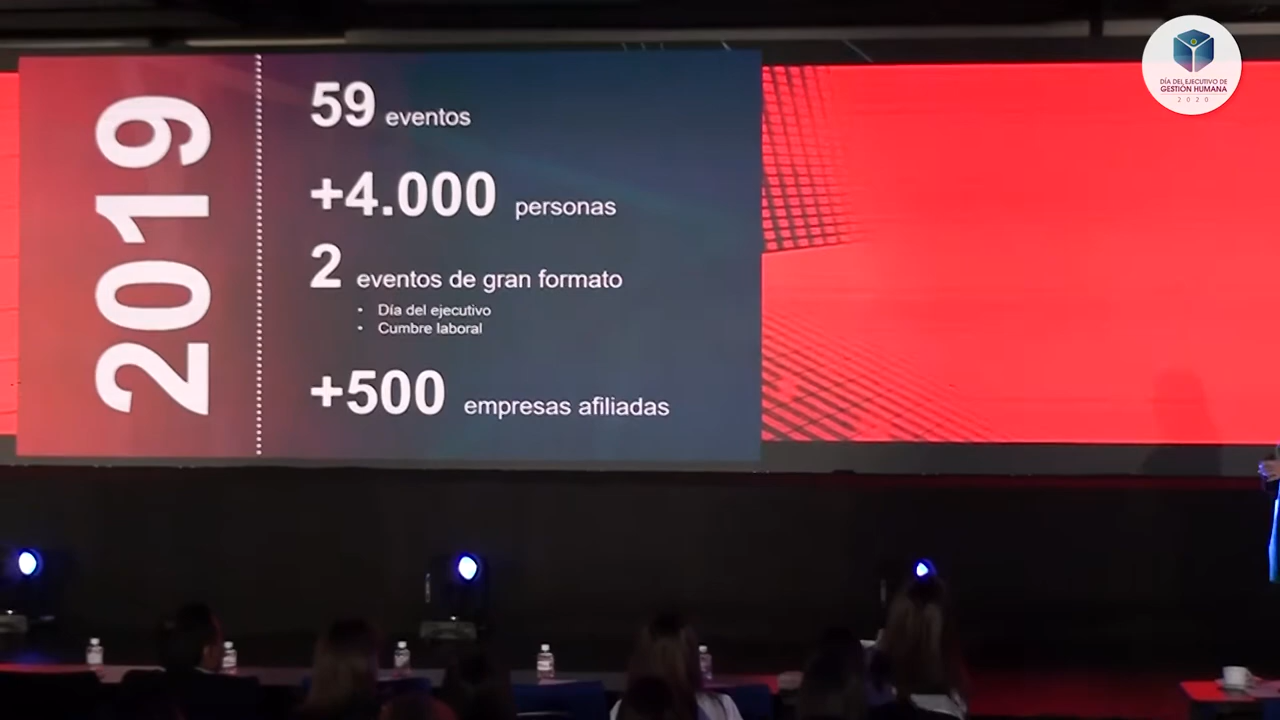 2019
59 eventos
+4.000 personas
2 eventos de gran formato
• Día del ejecutivo
• Cumbre laboral
+500 empresas afiliadas
DÍA DEL EJECUTIVO DE
GESTIÓN HUMANA
2020